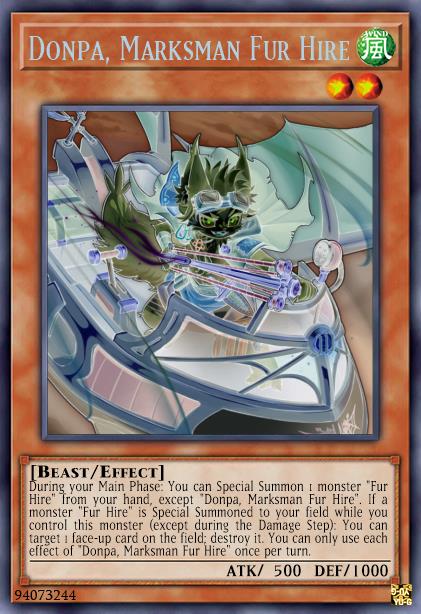 Donpa, Marksman Fur Hire
WIND
風
[Beast/Effect]
During your Main Phase: You can Special Summon 1 monster "Fur
Hire" from your hand, except "Donpa, Marksman Fur Hire". If a
monster "Fur Hire" is Special Summoned to your field while you
control this monster (except during the Damage Step): You can
target 1 face-up card on the field; destroy it. You can only use each
effect of "Donpa, Marksman Fur Hire" once per turn.
ATK/ 500 DEF/1000
94073244